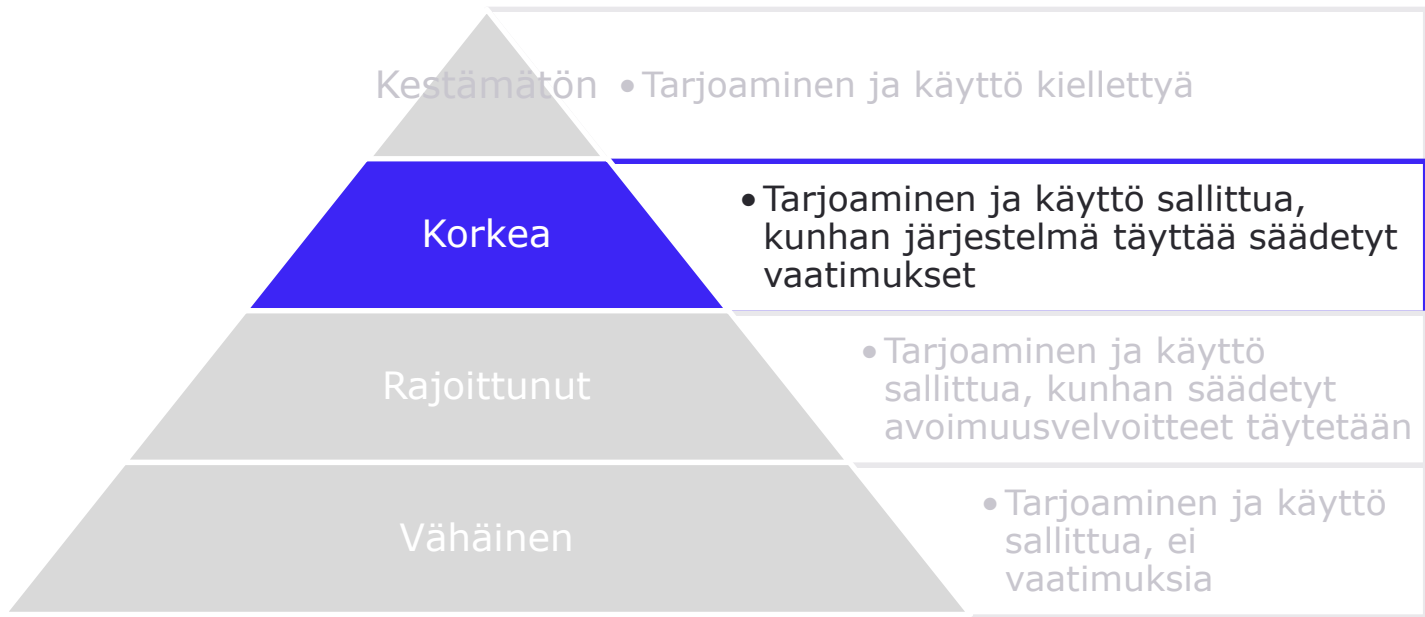 Kestämätön
• Tarjoaminen ja käyttö kiellettyä
Korkea
• Tarjoaminen ja käyttö sallittua,
kunhan järjestelmä täyttää säädetyt
vaatimukset
Rajoittunut
• Tarjoaminen ja käyttö
sallittua, kunhan säädetyt
avoimuusvelvoitteet täytetään
Vähäinen
• Tarjoaminen ja käyttö
sallittua, ei
vaatimuksia